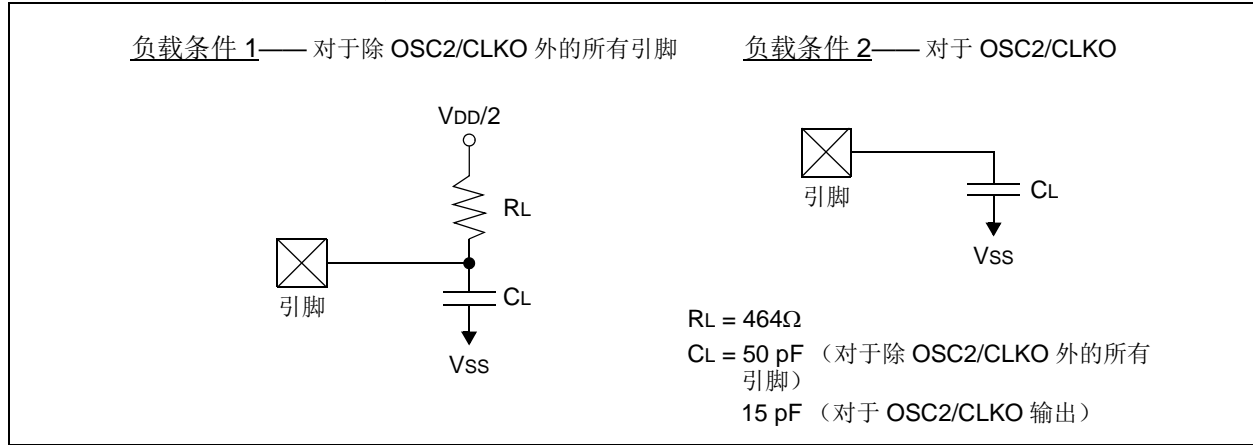 负载条件 1—— 对于除 OSC2/CLKO 外的所有引脚
VDD/2
RL
引脚
CL
VSS
负载条件 2—— 对于 OSC2/CLKO
引脚
CL
VSS
RL = 464Ω
CL = 50 pF （对于除 OSC2/CLKO 外的所有
引脚）
15 pF （对于 OSC2/CLKO 输出）